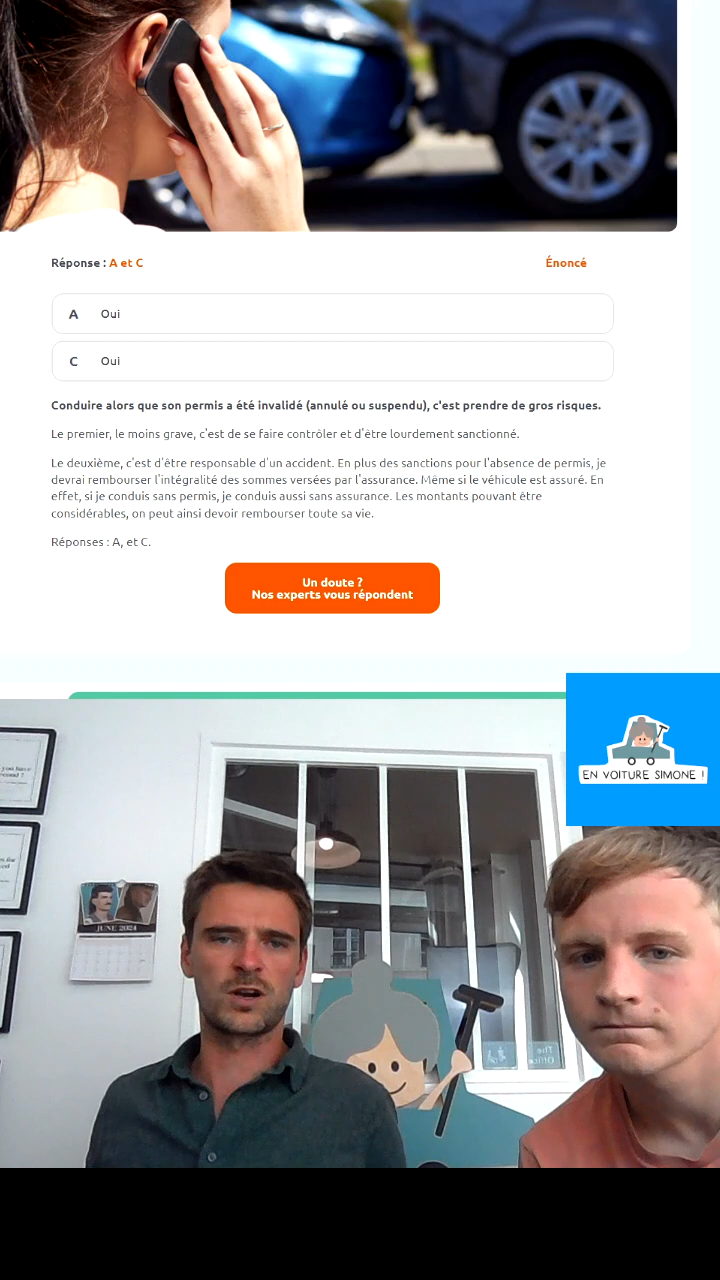 Réponse : A et C
Énoncé
A Oui
C Oui
Conduire alors que son permis a été invalidé (annulé ou suspendu), c'est prendre de gros risques.
Le premier, le moins grave, c'est de se faire contrôler et d'être lourdement sanctionné.
Le deuxième, c'est d'être responsable d'un accident. En plus des sanctions pour l'absence de permis, je
devrai rembourser l'intégralité des sommes versées par l'assurance. Même si le véhicule est assuré. En
effet, si je conduis sans permis, je conduis aussi sans assurance. Les montants pouvant être
considérables, on peut ainsi devoir rembourser toute sa vie.
Réponses : A, et C.
Un doute ?
Nos experts vous répondent
EN VOITURE SIMONE !
JUNE 2024
The
Office